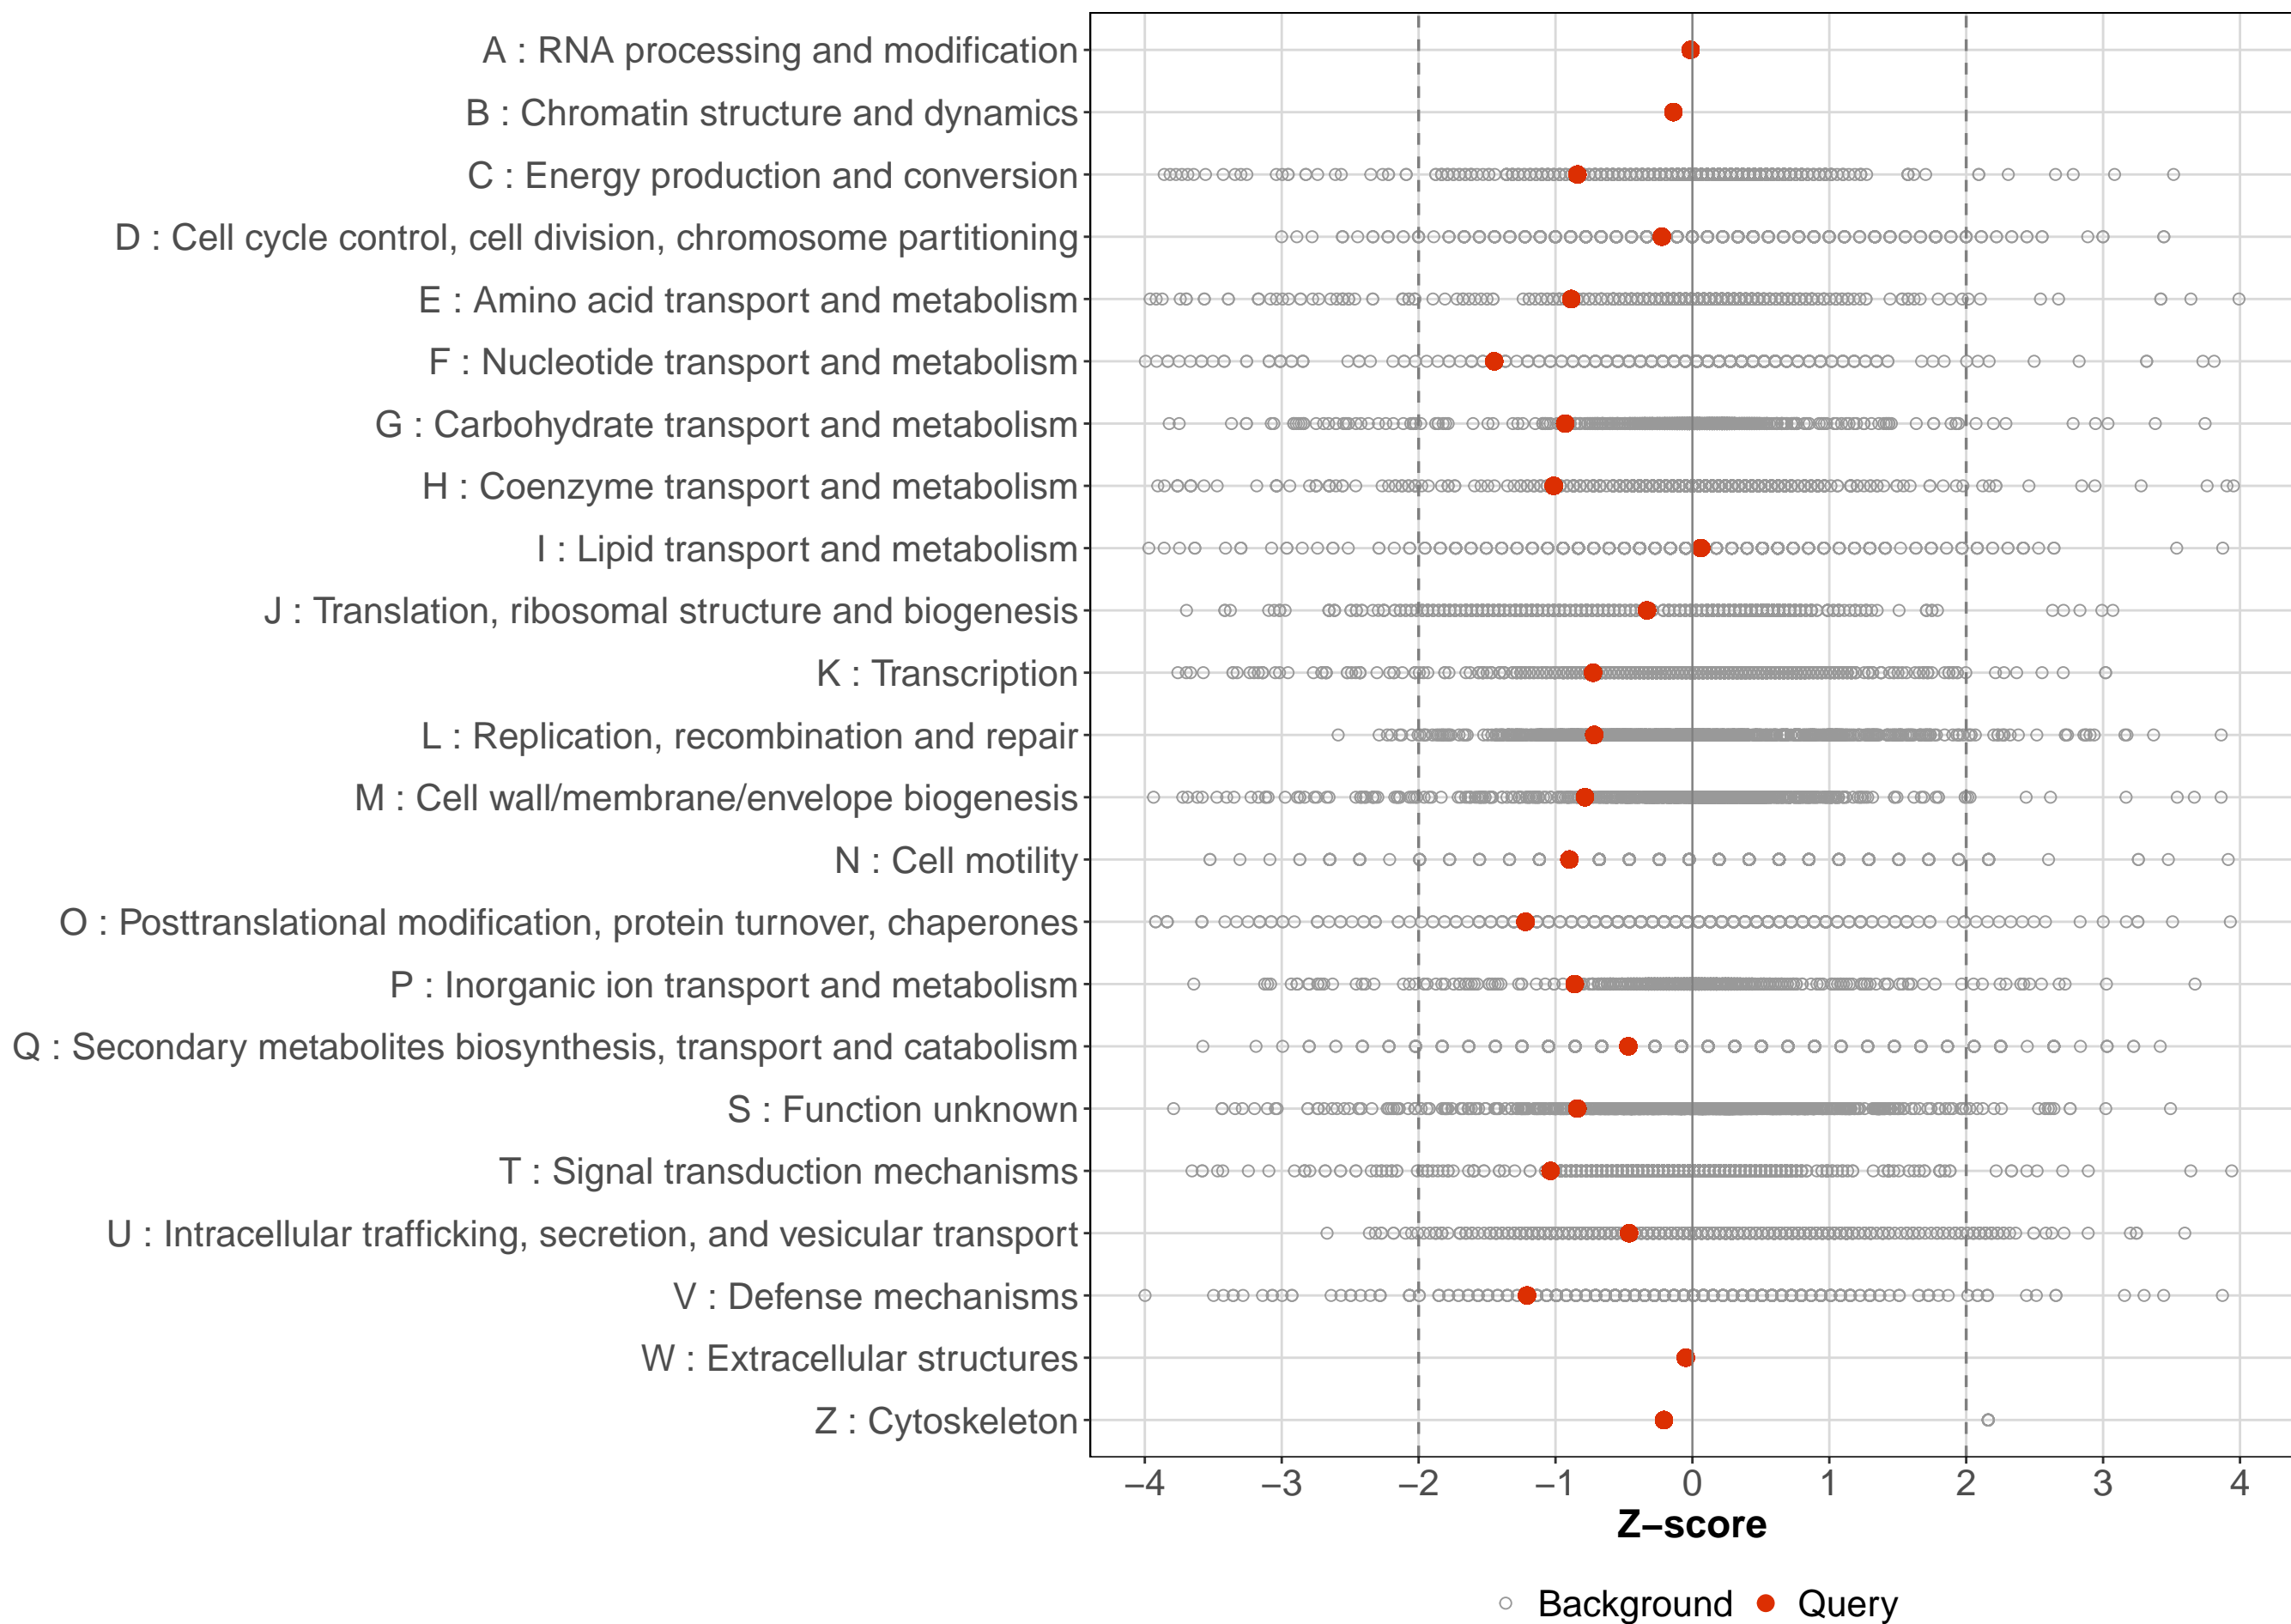 A : RNA processing and modification
B : Chromatin structure and dynamics
C : Energy production and conversion
D : Cell cycle control, cell division, chromosome partitioning
E : Amino acid transport and metabolism
F : Nucleotide transport and metabolism
G : Carbohydrate transport and metabolism
H : Coenzyme transport and metabolism
I : Lipid transport and metabolism
J : Translation, ribosomal structure and biogenesis
K : Transcription
L : Replication, recombination and repair
M : Cell wall/membrane/envelope biogenesis
N : Cell motility
O : Posttranslational modification, protein turnover, chaperones
P : Inorganic ion transport and metabolism
Q : Secondary metabolites biosynthesis, transport and catabolism
S : Function unknown
T : Signal transduction mechanisms
U : Intracellular trafficking, secretion, and vesicular transport
V : Defense mechanisms
W : Extracellular structures
Z : Cytoskeleton
−4 −3 −2 −1 0 1 2 3 4
Z−score
Background Query